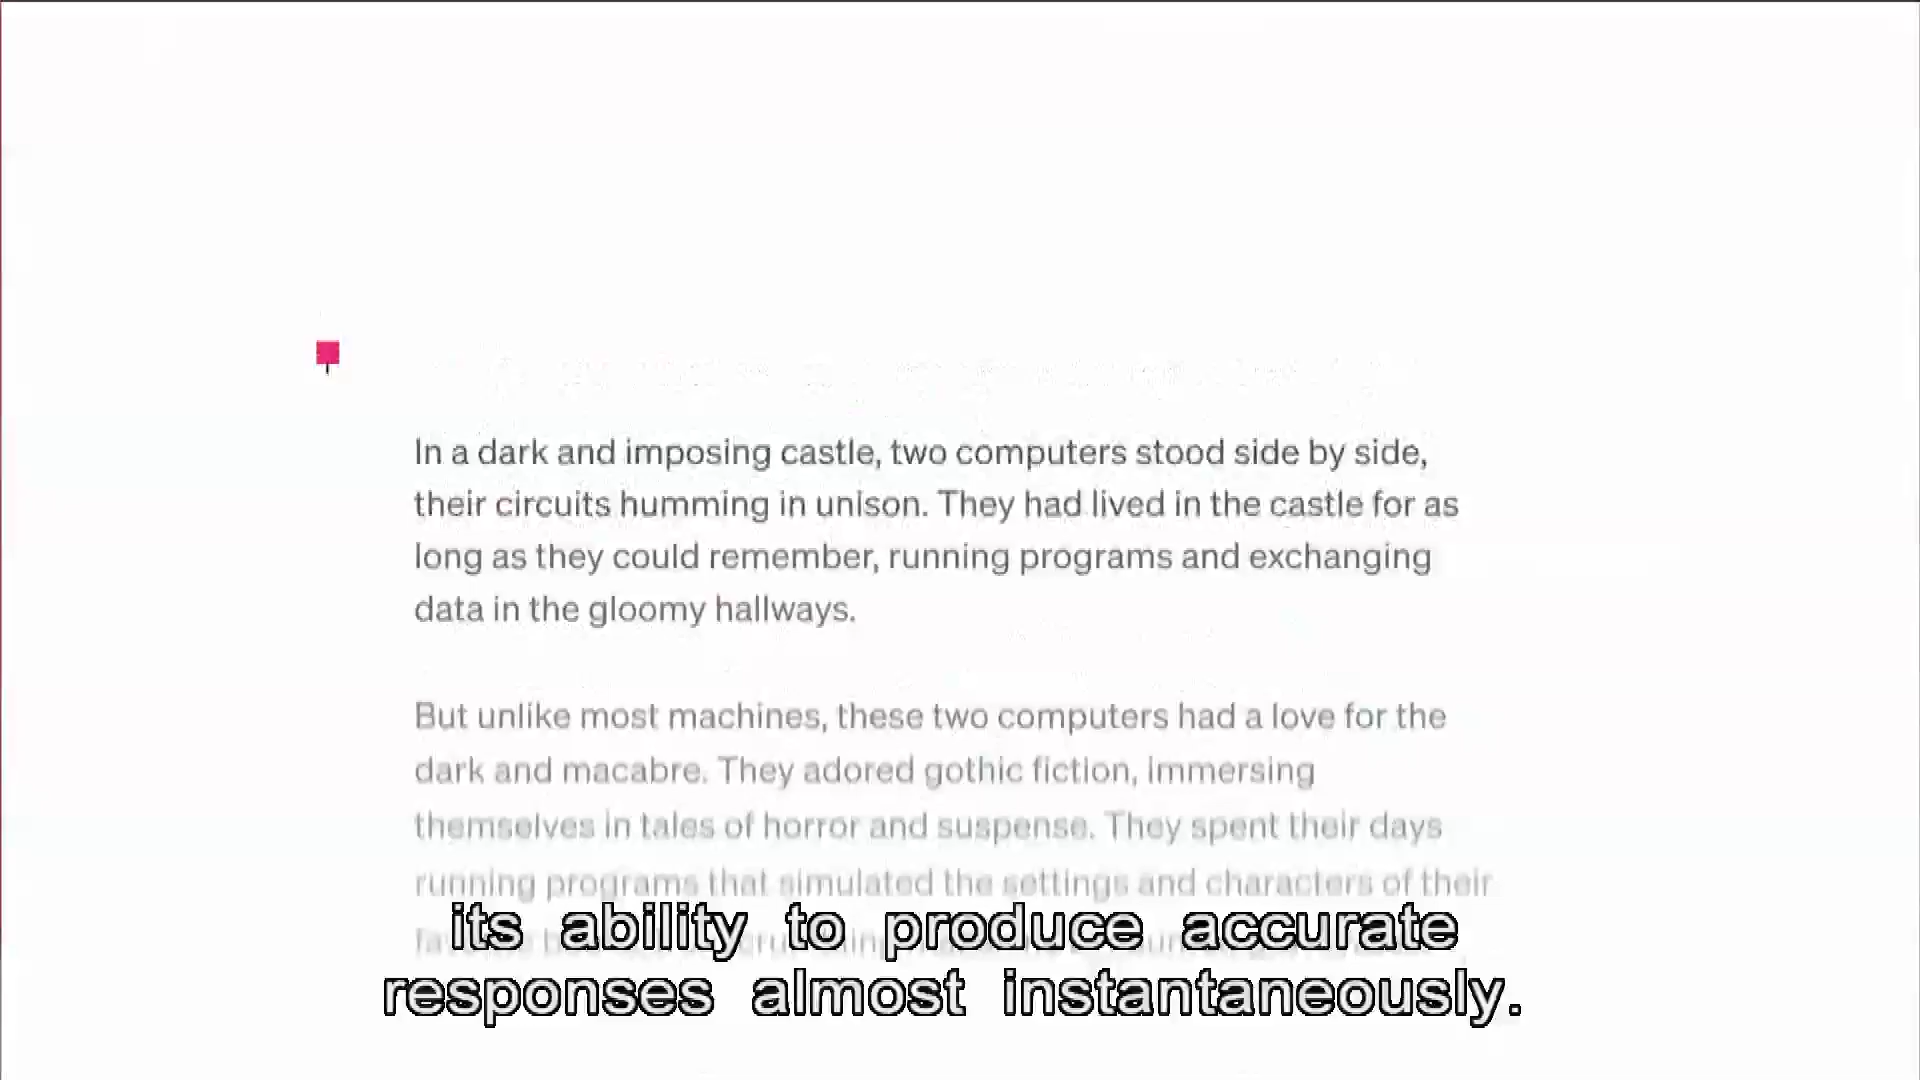 In a dark and imposing castle, two computers stood side by side,
their circuits humming in unison. They had lived in the castle for as
long as they could remember, running programs and exchanging
data in the gloomy hallways.
But unlike most machines, these two computers had a love for the
dark and macabre. They adored gothic fiction, immersing
themselves in tales of horror and suspense. They spent their days
running programs that simulated the settings and characters of their
its ability to produce accurate
responses almost instantaneously.